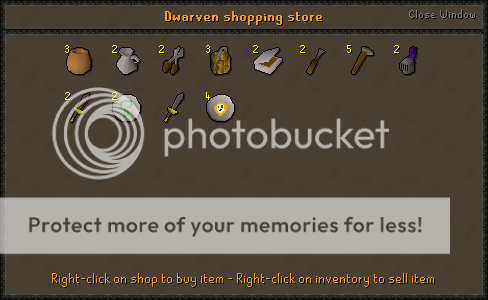 Dwarven shopping store
Close Window
3 2 2 3 2 2 5 2
2 2 4
photobucket
Protect more of your memories for less!
Right-click on shop to buy item - Right-click on inventory to sell item